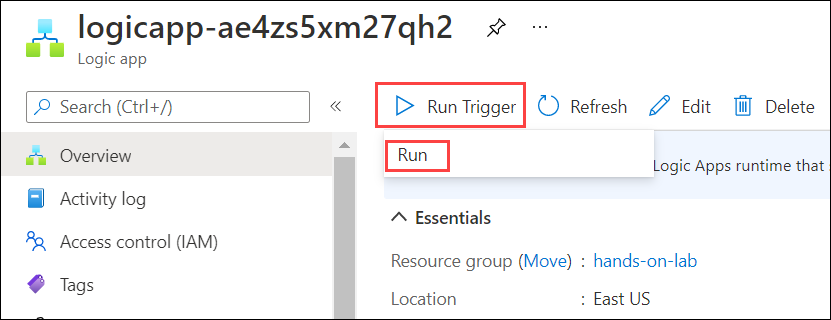 logicapp-ae4zs5xm27qh2 ...
Logic app
Search (Ctrl+/) «
Run Trigger Refresh Edit Delete
Overview
Run
Logic Apps runtime that
Activity log
Essentials
Access control (IAM)
Resource group (Move) : hands-on-lab
Tags
Location : East US